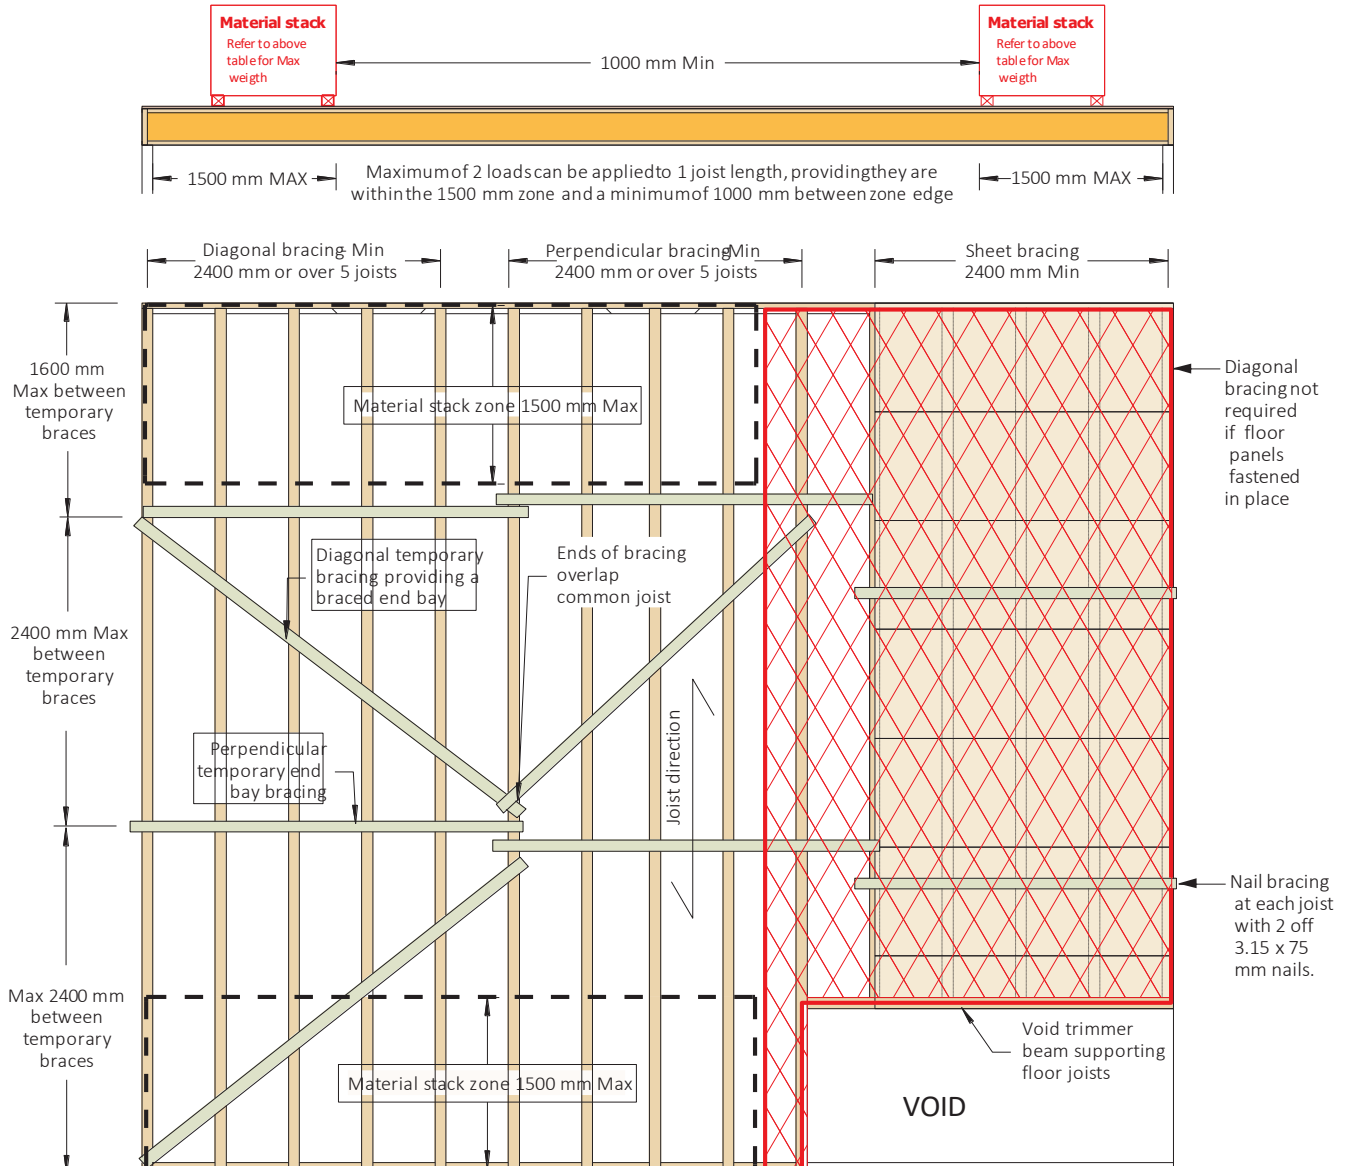 Material stack
Refer to above
table for Max
weigth
1000 mm Min
Material stack
Refer to above
table for Max
weigth
1500 mm MAX
Maximum of 2 loads can be applied to 1 joist length, providing they are
within the 1500 mm zone and a minimum of 1000 mm between zone edge
1500 mm MAX
Diagonal bracing - Min
2400 mm or over 5 joists
Perpendicular bracing Min
2400 mm or over 5 joists
Sheet bracing
2400 mm Min
1600 mm
Max between
temporary
braces
Material stack zone 1500 mm Max
Diagonal
bracing not
required
if floor
panels
fastened
in place
Diagonal temporary
bracing providing a
braced end bay
Ends of bracing
overlap
common joist
2400 mm Max
between
temporary
braces
Joist direction
Perpendicular
temporary end
bay bracing
Nail bracing
at each joist
with 2 off
3.15 x 75
mm nails.
Max 2400 mm
between
temporary
braces
Void trimmer
beam supporting
floor joists
Material stack zone 1500 mm Max
VOID